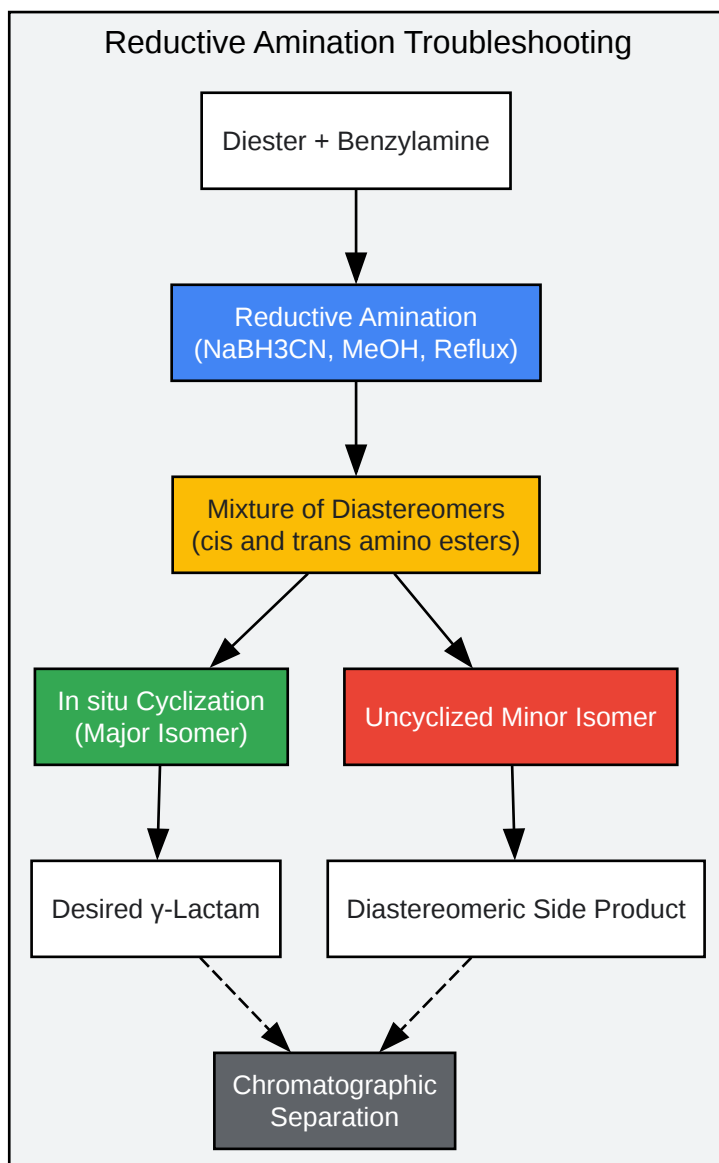 Reductive Amination Troubleshooting
Diester + Benzylamine
Reductive Amination
(NaBH3CN, MeOH, Reflux)
Mixture of Diastereomers
(cis and trans amino esters)
In situ Cyclization
(Major Isomer)
Uncyclized Minor Isomer
Desired γ-Lactam
Diastereomeric Side Product
Chromatographic
Separation